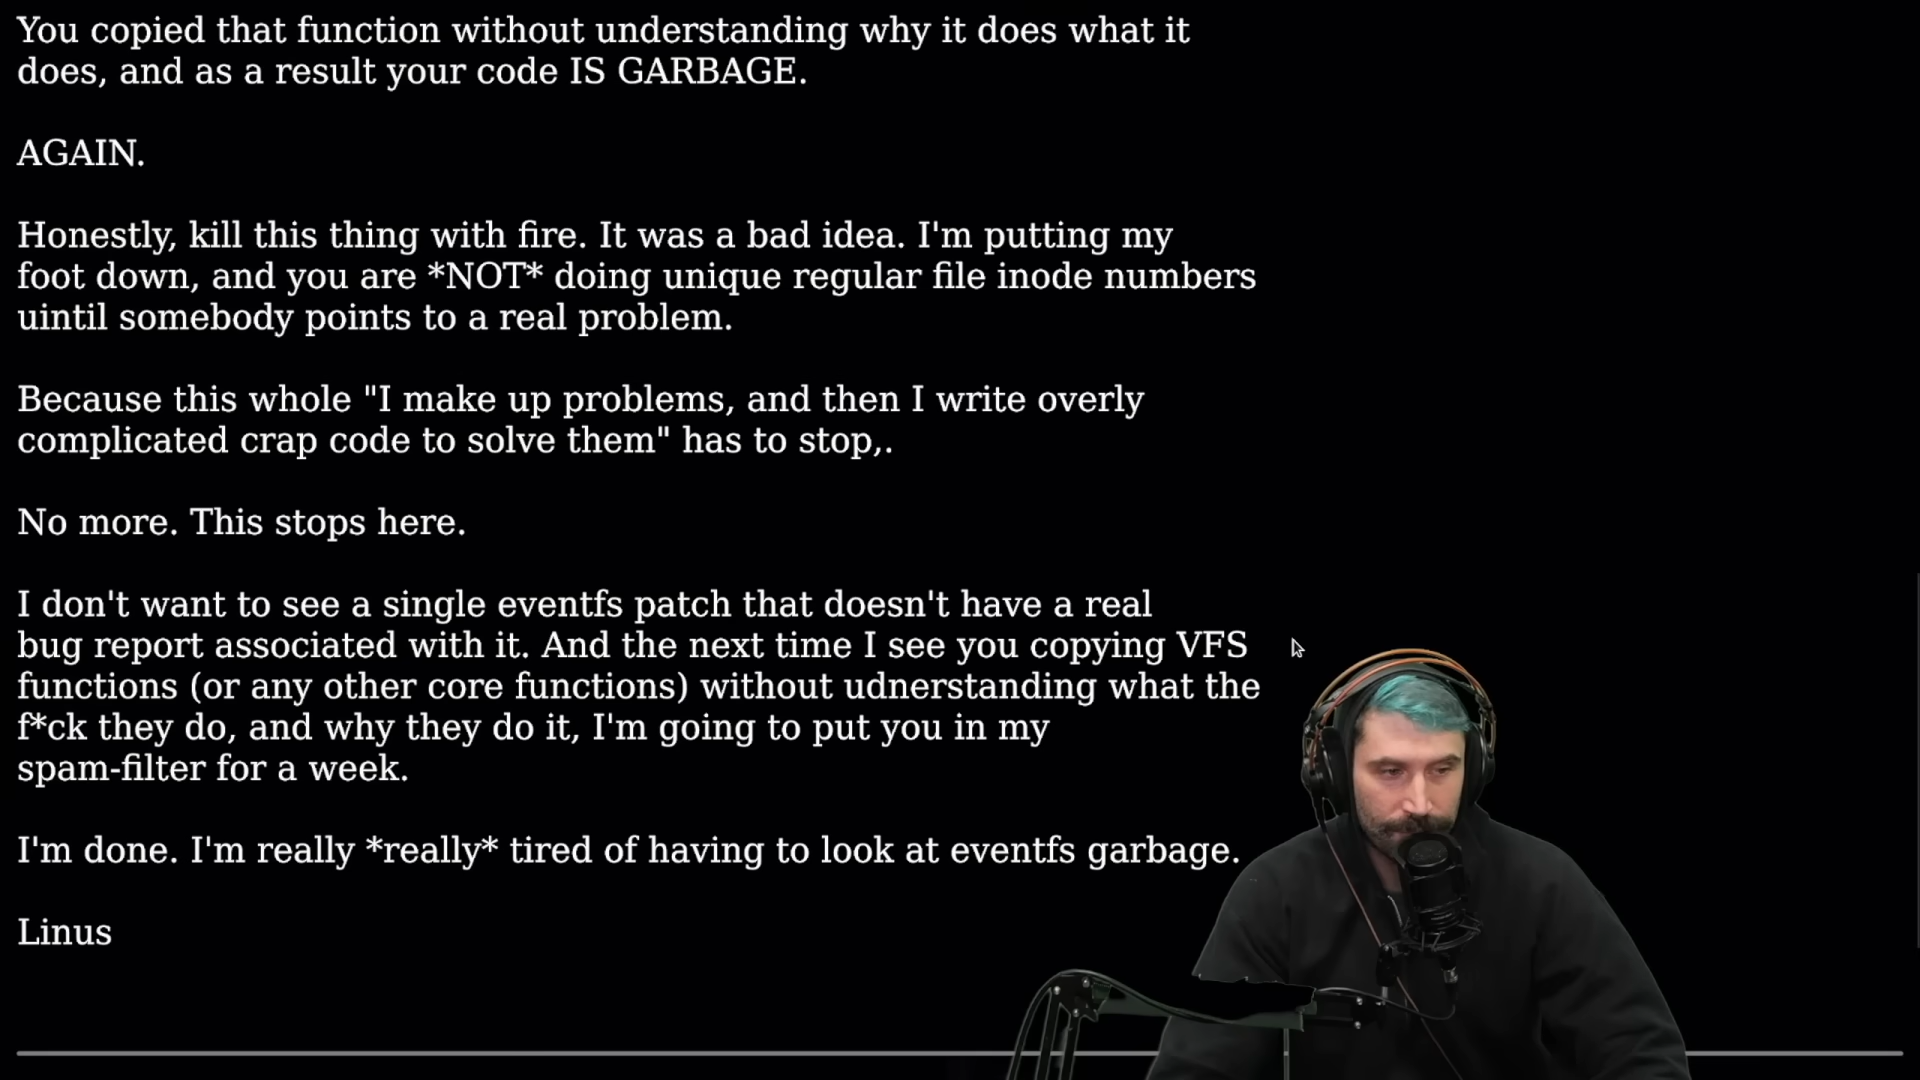 You copied that function without understanding why it does what it
does, and as a result your code IS GARBAGE.
AGAIN.
Honestly, kill this thing with fire. It was a bad idea. I'm putting my
foot down, and you are *NOT* doing unique regular file inode numbers
uintil somebody points to a real problem.
Because this whole "I make up problems, and then I write overly
complicated crap code to solve them" has to stop,.
No more. This stops here.
I don't want to see a single eventfs patch that doesn't have a real
bug report associated with it. And the next time I see you copying VFS
functions (or any other core functions) without udnerstanding what the
f*ck they do, and why they do it, I'm going to put you in my
spam-filter for a week.
I'm done. I'm really *really* tired of having to look at eventfs garbage.
Linus